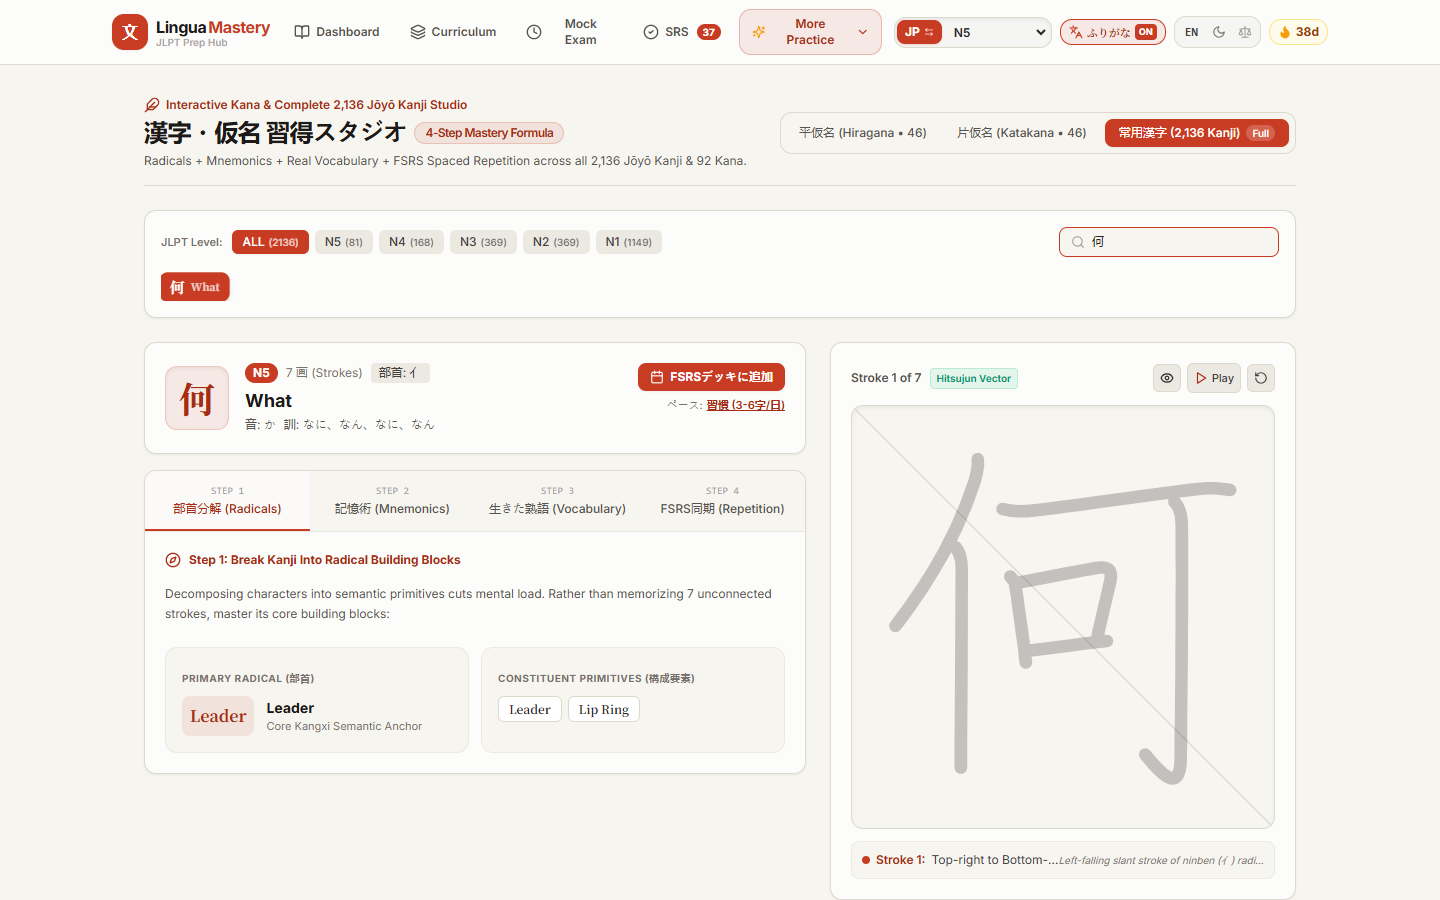 文 LinguaMastery
JLPT Prep Hub
Dashboard
Curriculum
Mock Exam
SRS 37
More Practice
JP ⇆ N5
ふりがな ON
EN
38d
Interactive Kana & Complete 2,136 Jōyō Kanji Studio
漢字・仮名 習得スタジオ 4-Step Mastery Formula
Radicals + Mnemonics + Real Vocabulary + FSRS Spaced Repetition across all 2,136 Jōyō Kanji & 92 Kana.
平仮名 (Hiragana • 46)
片仮名 (Katakana • 46)
常用漢字 (2,136 Kanji) Full
JLPT Level: ALL (2136) N5 (81) N4 (168) N3 (369) N2 (369) N1 (1149)
何
何 What
何
N5 7 画 (Strokes) 部首: 亻
What
音: か 訓: なに、なん、なに、なん
FSRSデッキに追加
ペース: 習慣 (3-6字/日)
STEP 1
部首分解 (Radicals)
STEP 2
記憶術 (Mnemonics)
STEP 3
生きた熟語 (Vocabulary)
STEP 4
FSRS同期 (Repetition)
Step 1: Break Kanji Into Radical Building Blocks
Decomposing characters into semantic primitives cuts mental load. Rather than memorizing 7 unconnected
strokes, master its core building blocks:
PRIMARY RADICAL (部首)
Leader
Leader
Core Kangxi Semantic Anchor
CONSTITUENT PRIMITIVES (構成要素)
Leader Lip Ring
Stroke 1 of 7 Hitsujun Vector
Play
何
Stroke 1: Top-right to Bottom-... Left-falling slant stroke of ninben (亻) radi...